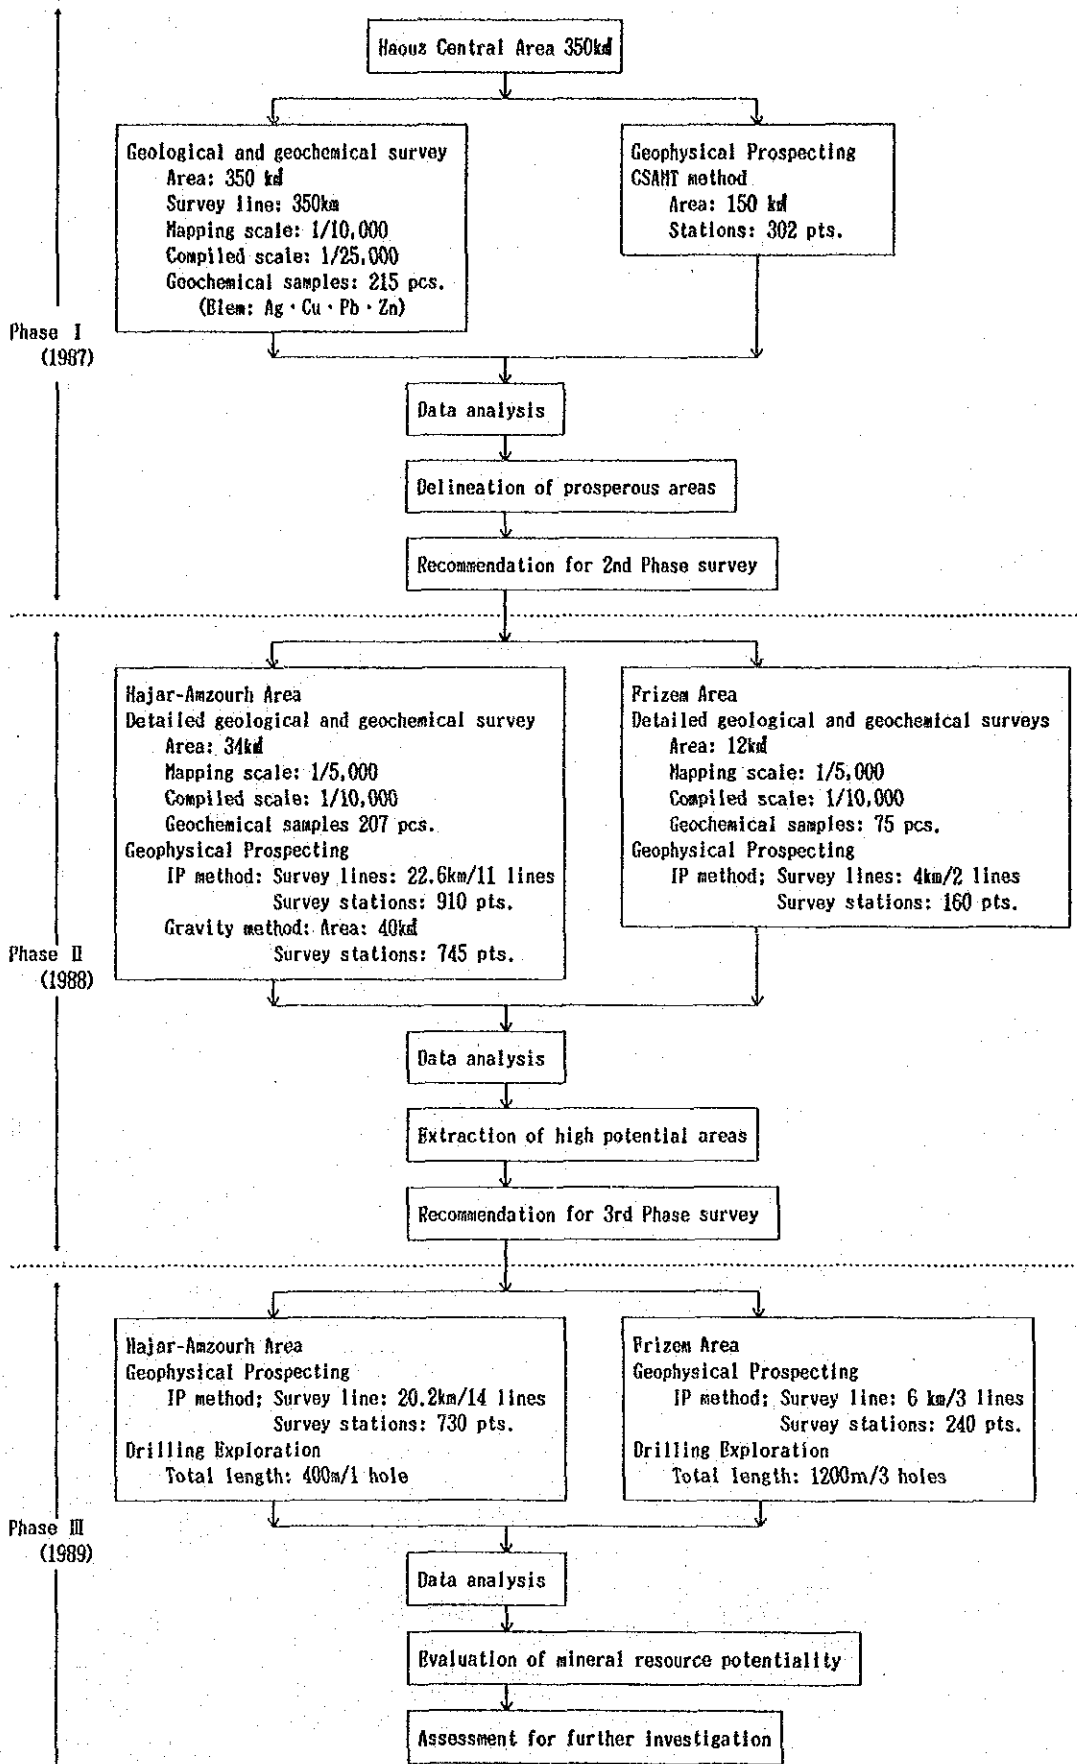 Haouz Central Area 350km²
Geological and geochemical survey
Area: 350 km²
Survey line: 350km
Mapping scale: 1/10,000
Compiled scale: 1/25,000
Geochemical samples: 215 pcs.
(Elem: Ag・Cu・Pb・Zn)
Geophysical Prospecting
CSAMT method
Area: 150 km²
Stations: 302 pts.
Phase I
(1987)
Data analysis
Delineation of prosperous areas
Recommendation for 2nd Phase survey
Hajar-Amzourh Area
Detailed geological and geochemical survey
Area: 34km²
Mapping scale: 1/5,000
Compiled scale: 1/10,000
Geochemical samples 207 pcs.
Geophysical Prospecting
IP method: Survey lines: 22.6km/11 lines
Survey stations: 910 pts.
Gravity method: Area: 40km²
Survey stations: 745 pts.
Frizem Area
Detailed geological and geochemical surveys
Area: 12km²
Mapping scale: 1/5,000
Compiled scale: 1/10,000
Geochemical samples: 75 pcs.
Geophysical Prospecting
IP method; Survey lines: 4km/2 lines
Survey stations: 160 pts.
Phase II
(1988)
Data analysis
Extraction of high potential areas
Recommendation for 3rd Phase survey
Hajar-Amzourh Area
Geophysical Prospecting
IP method; Survey line: 20.2km/14 lines
Survey stations: 730 pts.
Drilling Exploration
Total length: 400m/1 hole
Frizem Area
Geophysical Prospecting
IP method; Survey line: 6 km/3 lines
Survey stations: 240 pts.
Drilling Exploration
Total length: 1200m/3 holes
Phase III
(1989)
Data analysis
Evaluation of mineral resource potentiality
Assessment for further investigation